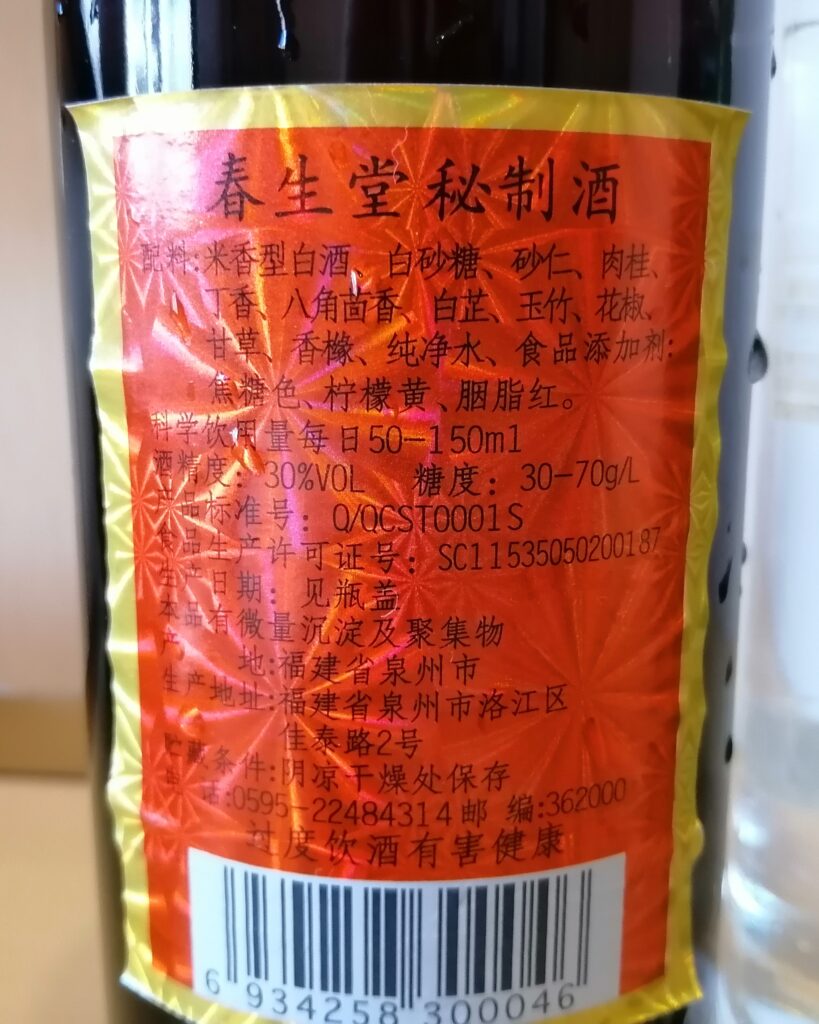 春生堂秘制酒
配料:米香型白酒、白砂糖、砂仁、肉桂、
丁香、八角茴香、白芷、玉竹、花椒、
甘草、香橼、纯净水、食品添加剂:
焦糖色、柠檬黄、胭脂红。
科学饮用量每日50-150ml
酒精度: 30%VOL 糖度: 30-70g/L
产品标准号: Q/QCST0001S
食品生产许可证号: SC11535050200187
生产日期: 见瓶盖
本产品有微量沉淀及聚集物
产 地:福建省泉州市
生产地址:福建省泉州市洛江区
佳泰路2号
贮藏条件:阴凉干燥处保存
电 话:0595-22484314 邮 编:362000
过度饮酒有害健康
6 934258 300046